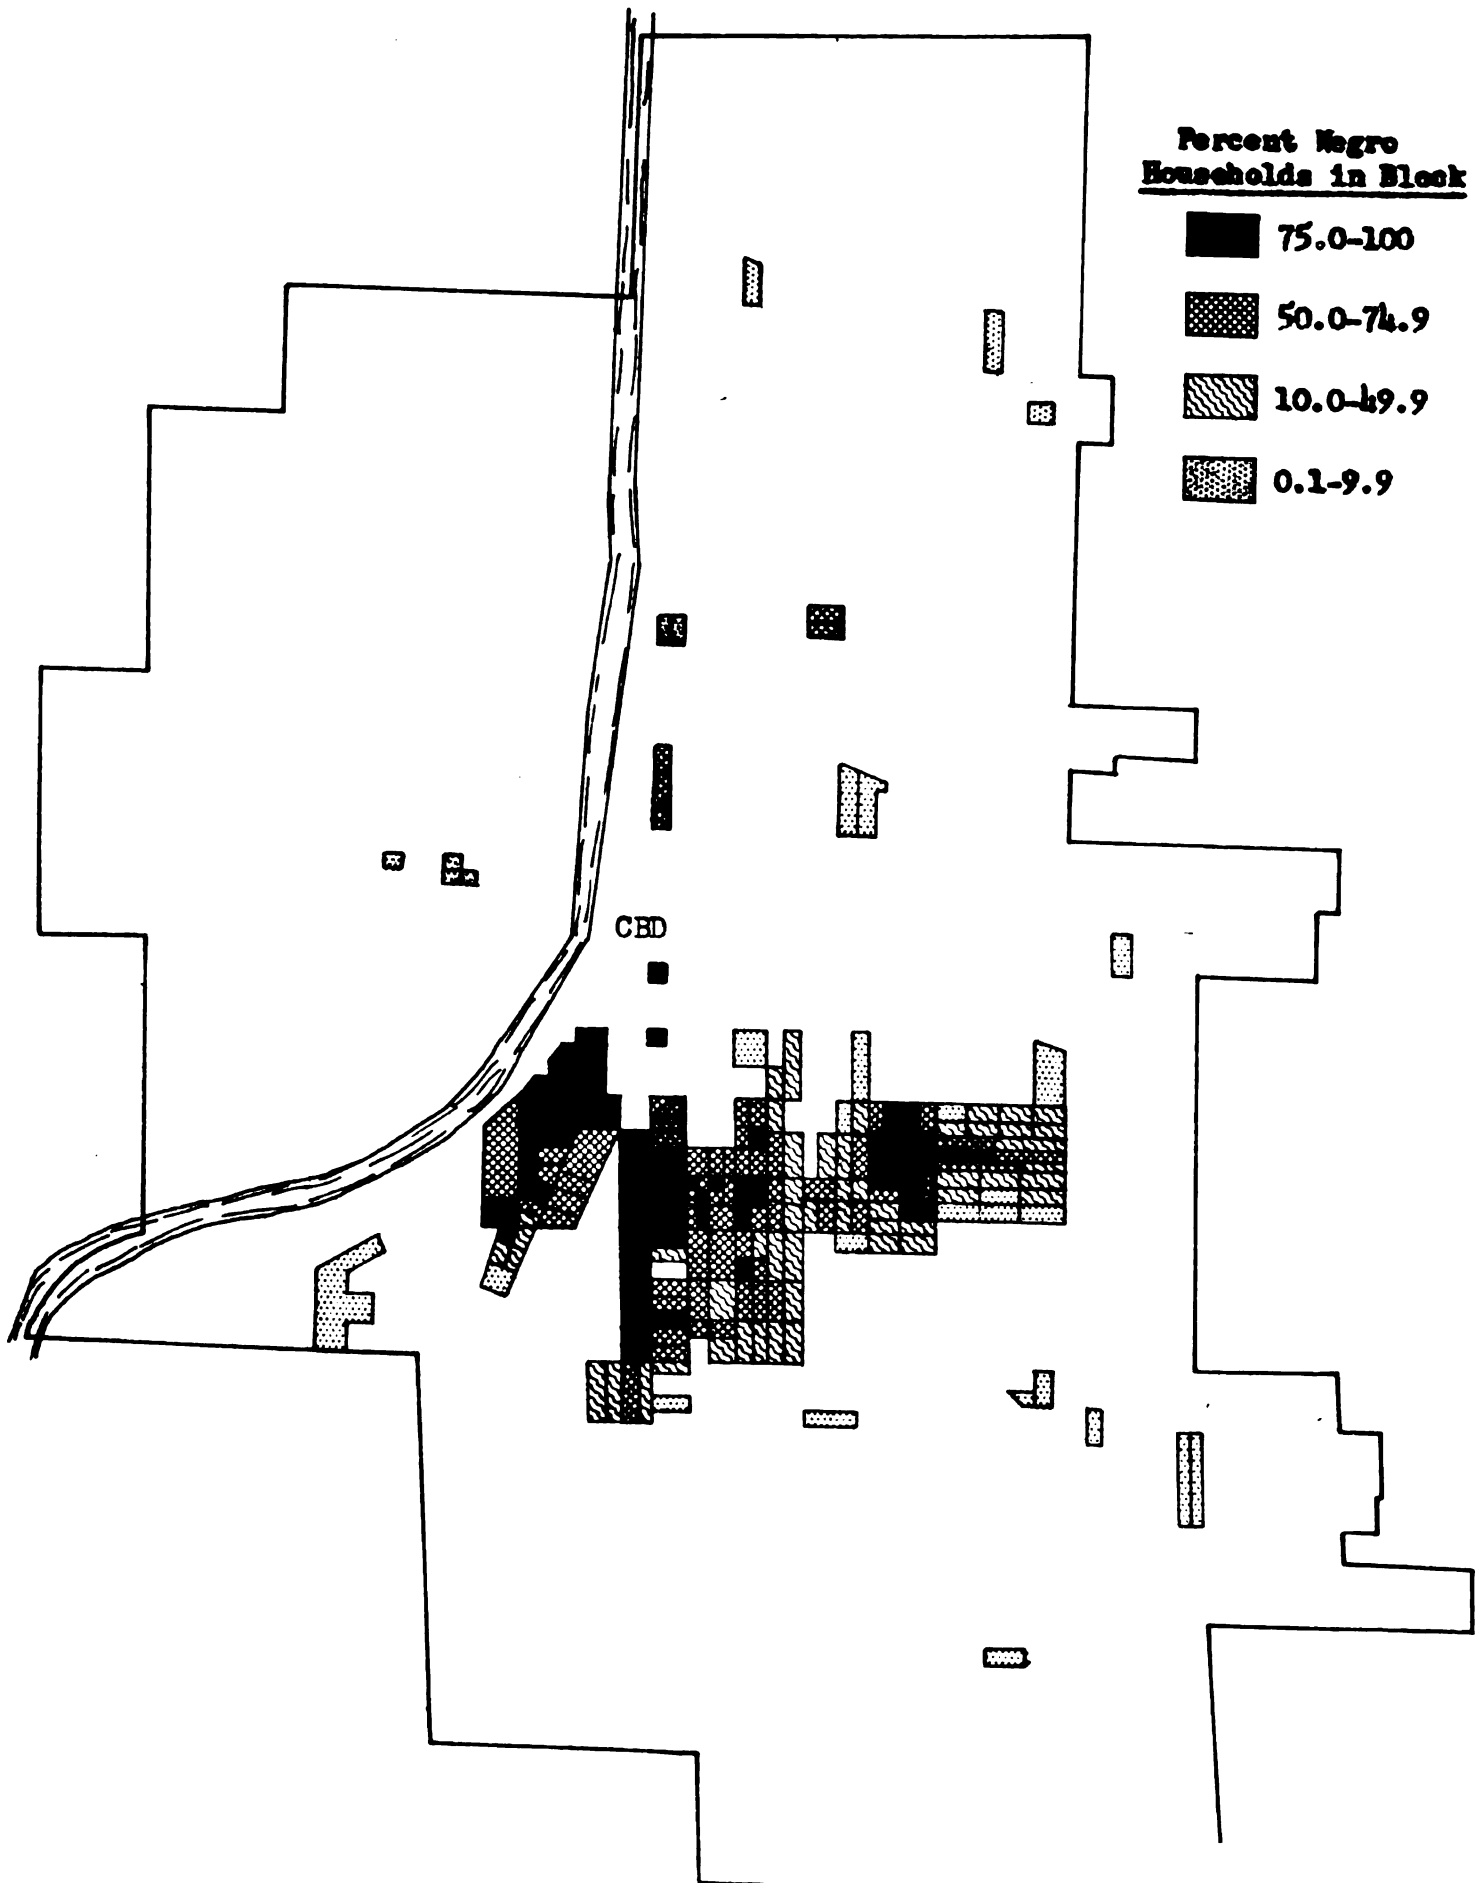 Percent Negro
Households in Block
75.0-100
50.0-74.9
10.0-49.9
0.1-9.9
CBD